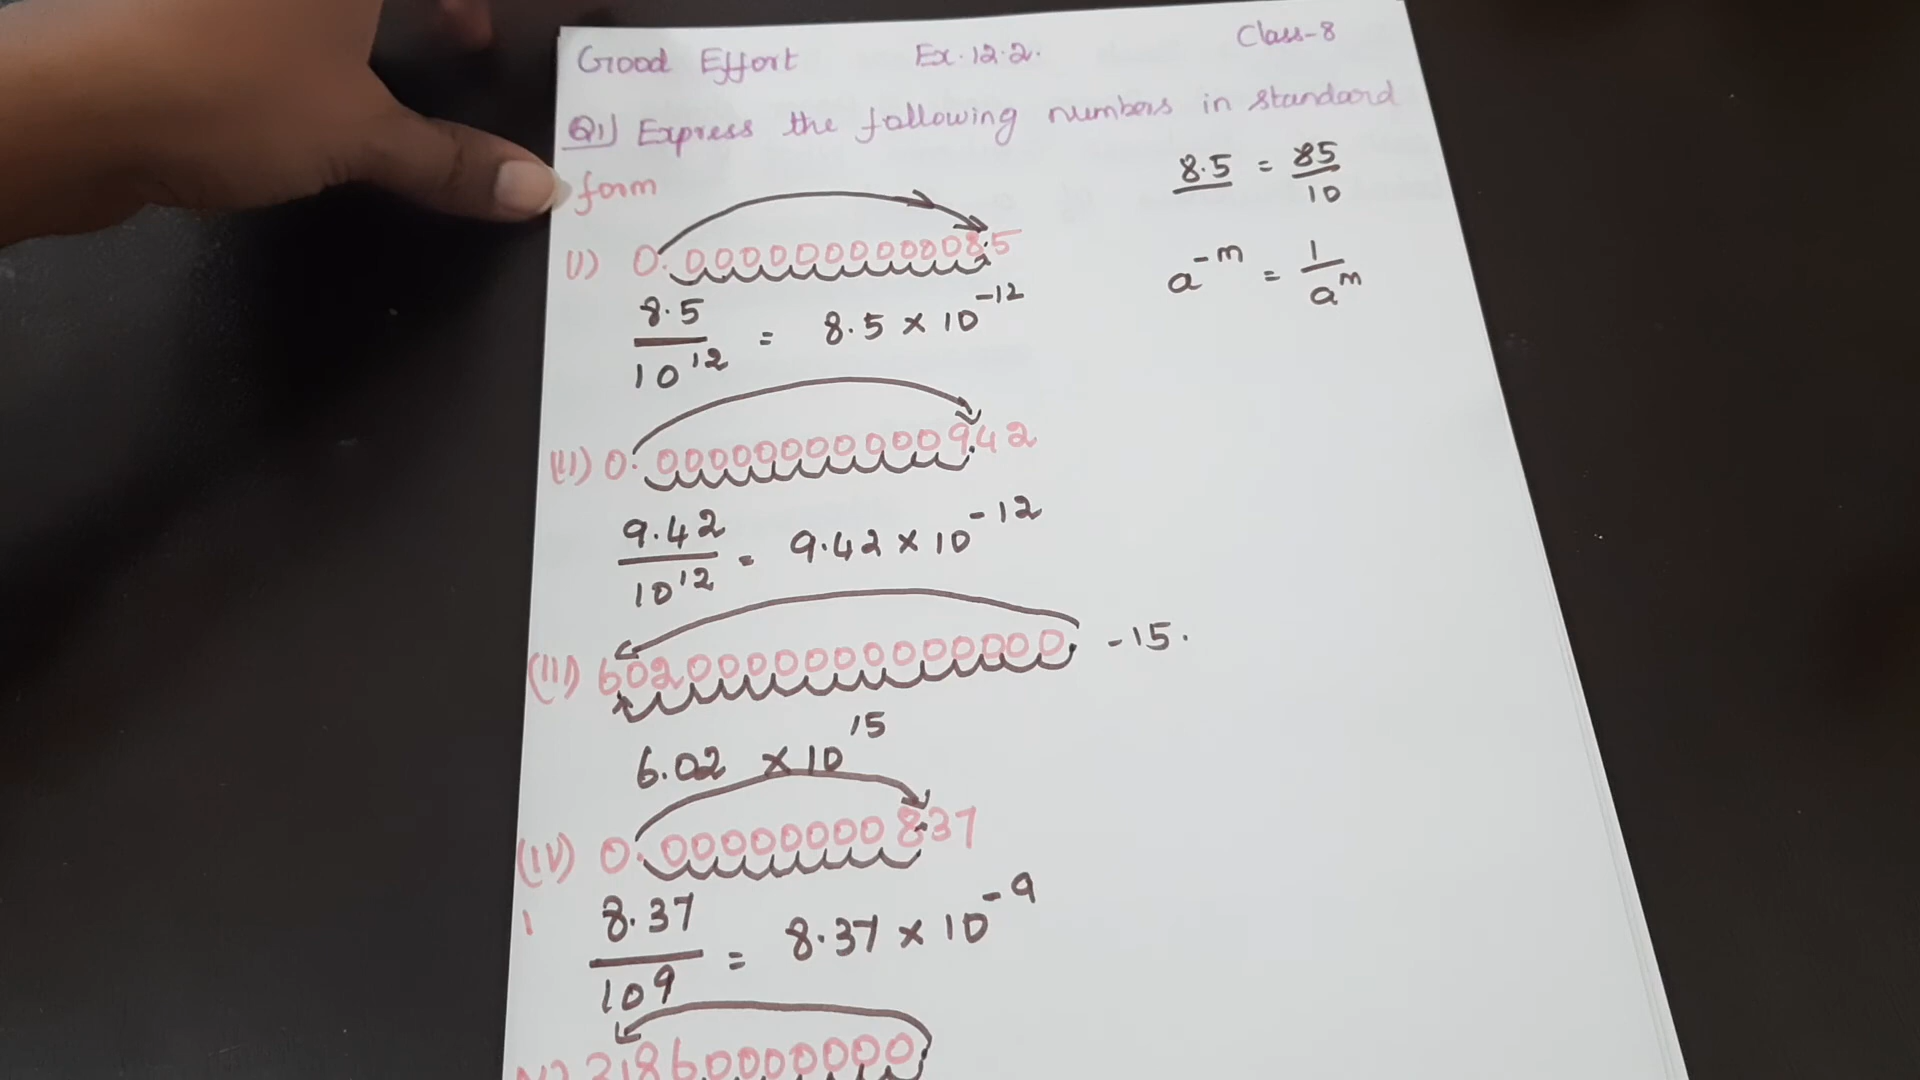 Good Effort Ex.12.2. Class-8
Q1) Express the following numbers in standard
form
8.5 = 85/10
a^-m = 1/a^m
(i) 0.0000000000085
8.5/10^12 = 8.5 × 10^-12
(ii) 0.00000000000942
9.42/10^12 = 9.42 × 10^-12
(iii) 6020000000000000 -15.
6.02 × 10^15
(iv) 0.00000000837
8.37/10^9 = 8.37 × 10^-9
31860000000